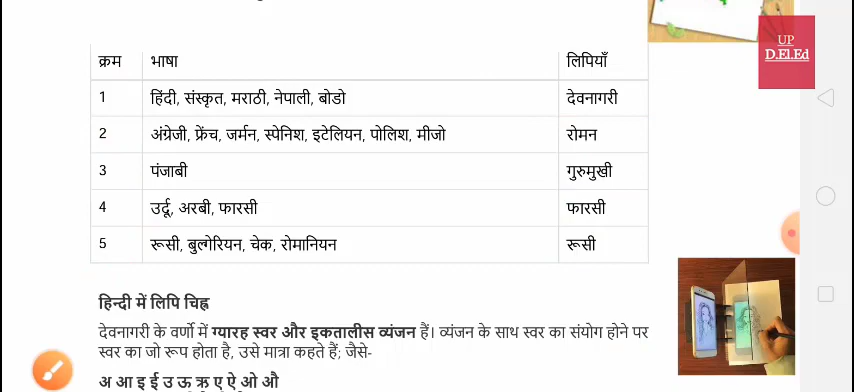 UP
D.El.Ed
क्रम भाषा लिपियाँ
1 हिंदी, संस्कृत, मराठी, नेपाली, बोडो देवनागरी
2 अंग्रेजी, फ्रेंच, जर्मन, स्पेनिश, इटेलियन, पोलिश, मीजो रोमन
3 पंजाबी गुरुमुखी
4 उर्दू, अरबी, फारसी फारसी
5 रूसी, बुल्गेरियन, चेक, रोमानियन रूसी
हिन्दी में लिपि चिह्न
देवनागरी के वर्णो में ग्यारह स्वर और इकतालीस व्यंजन हैं। व्यंजन के साथ स्वर का संयोग होने पर
स्वर का जो रूप होता है, उसे मात्रा कहते हैं; जैसे-
अ आ इ ई उ ऊ ऋ ए ऐ ओ औ